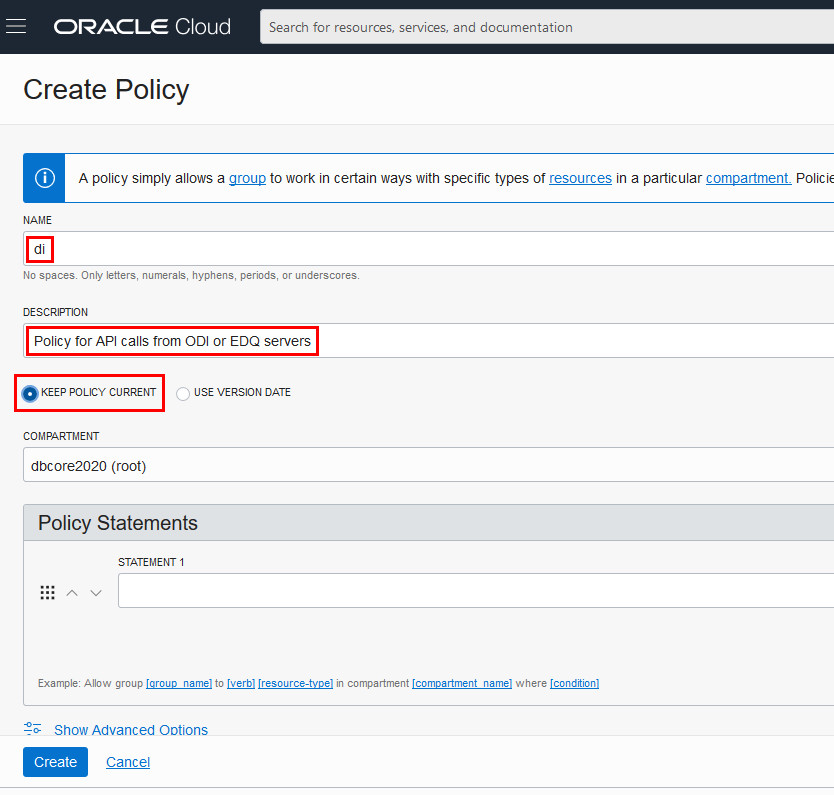 ORACLE Cloud
Search for resources, services, and documentation
Create Policy
A policy simply allows a group to work in certain ways with specific types of resources in a particular compartment. Policie
NAME
di
No spaces. Only letters, numerals, hyphens, periods, or underscores.
DESCRIPTION
Policy for API calls from ODI or EDQ servers
KEEP POLICY CURRENT USE VERSION DATE
COMPARTMENT
dbcore2020 (root)
Policy Statements
STATEMENT 1
Example: Allow group [group_name] to [verb] [resource-type] in compartment [compartment_name] where [condition]
Show Advanced Options
Create Cancel